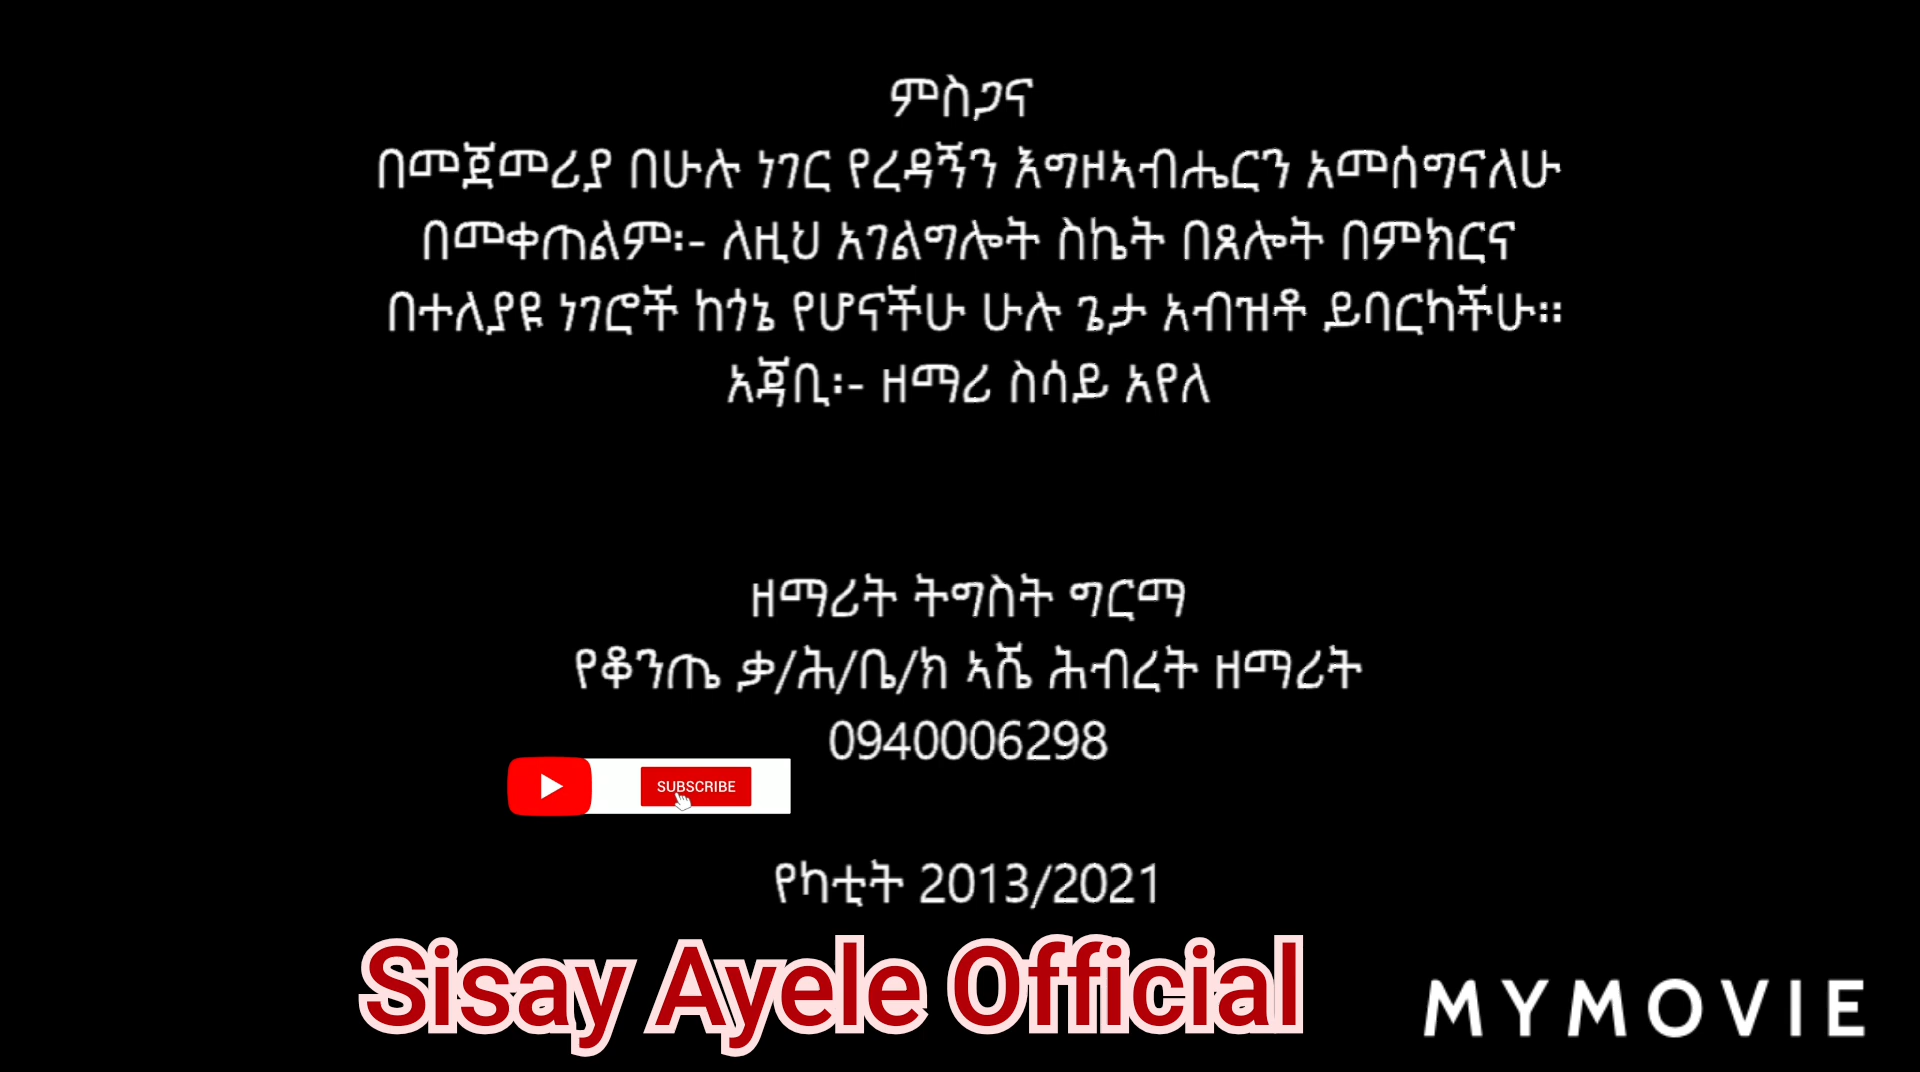 ምስጋና
በመጀመሪያ በሁሉ ነገር የረዳኝን እግዞኣብሔርን አመሰግናለሁ
በመቀጠልም፡- ለዚህ አገልግሎት ስኬት በጸሎት በምክርና
በተለያዩ ነገሮች ከጎኔ የሆናችሁ ሁሉ ጌታ አብዝቶ ይባርካችሁ።
አጃቢ፡- ዘማሪ ስሳይ አየለ
ዘማሪት ትግስት ግርማ
የቆንጤ ቃ/ሕ/ቤ/ክ ኣሼ ሕብረት ዘማሪት
0940006298
SUBSCRIBE
የካቲት 2013/2021
Sisay Ayele Official
MYMOVIE